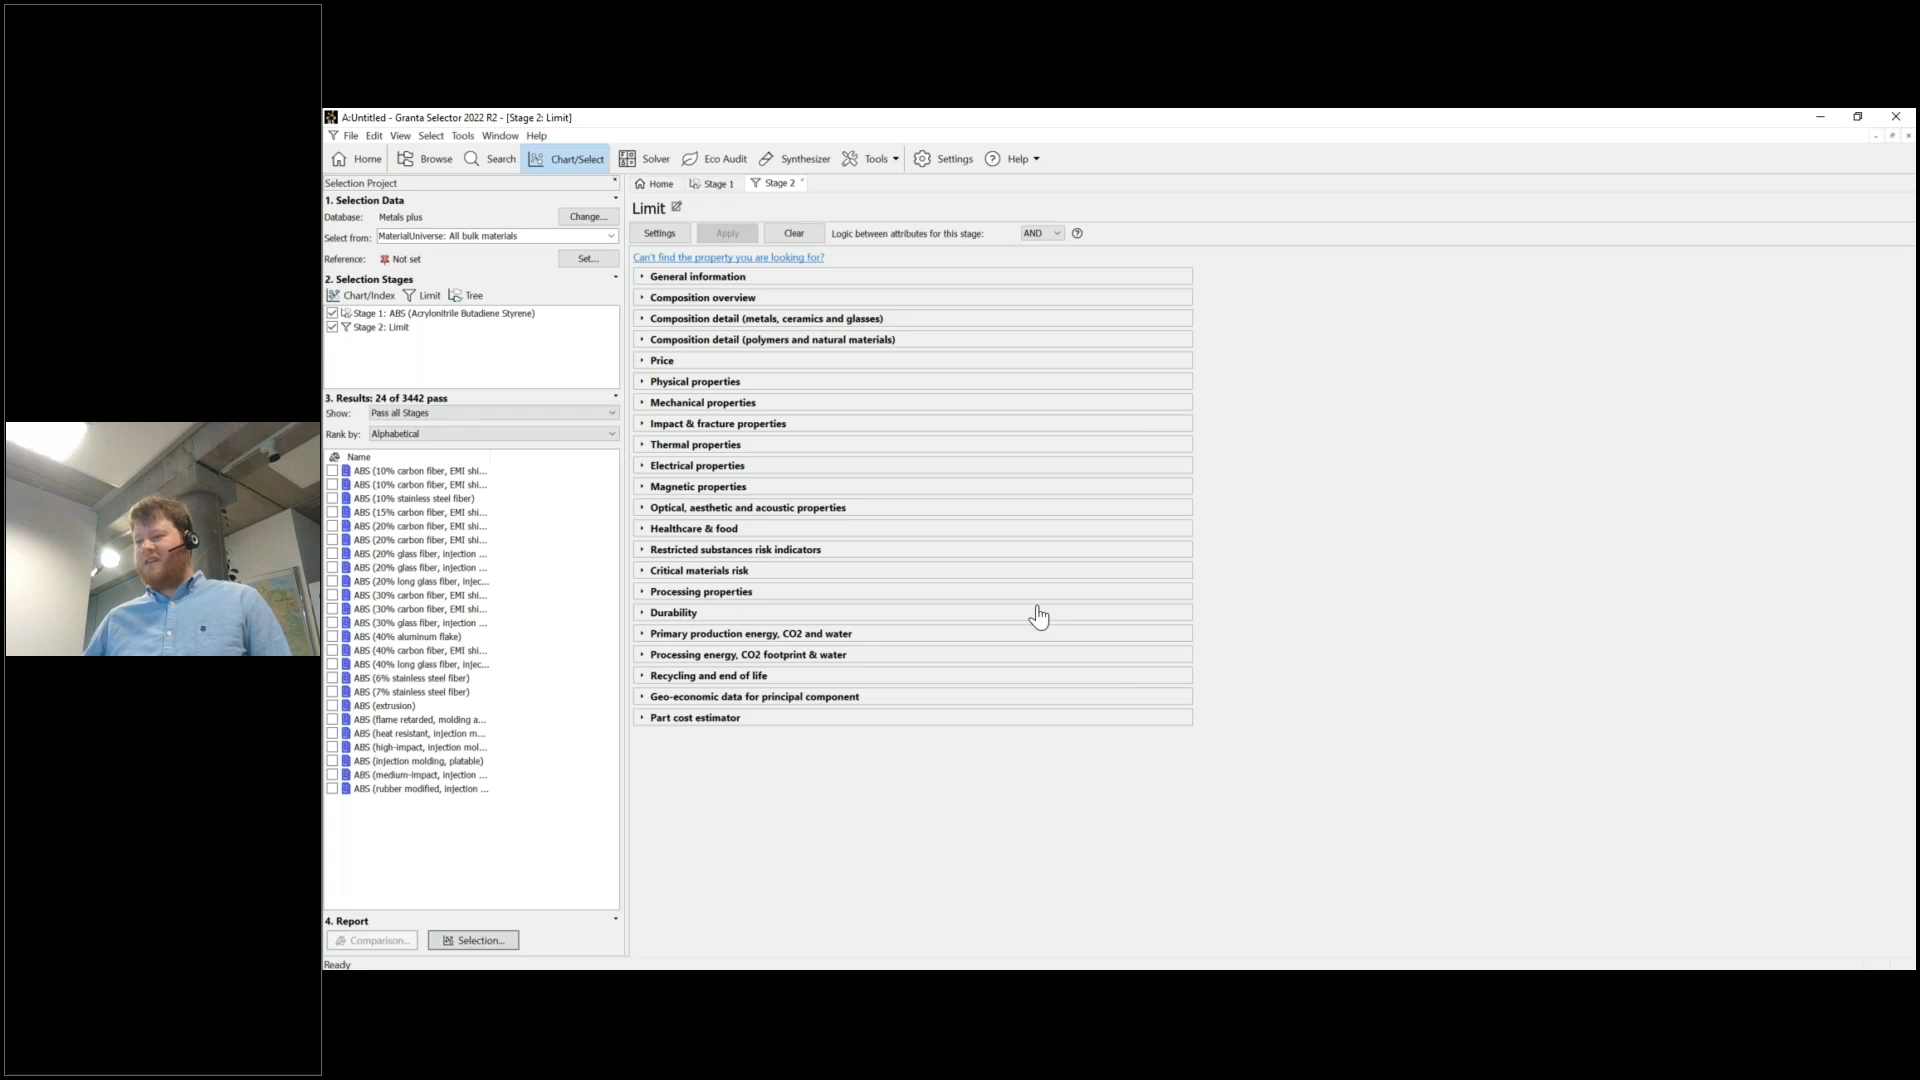 A:Untitled - Granta Selector 2022 R2 - [Stage 2: Limit]
File Edit View Select Tools Window Help
Home Browse Search Chart/Select Solver Eco Audit Synthesizer Tools Settings Help
Selection Project
1. Selection Data
Database: Metals plus Change...
Select from: MaterialUniverse: All bulk materials
Reference: Not set Set...
2. Selection Stages
Chart/Index Limit Tree
Stage 1: ABS (Acrylonitrile Butadiene Styrene)
Stage 2: Limit
3. Results: 24 of 3442 pass
Show: Pass all Stages
Rank by: Alphabetical
Name
ABS (10% carbon fiber, EMI shi...
ABS (10% carbon fiber, EMI shi...
ABS (10% stainless steel fiber)
ABS (15% carbon fiber, EMI shi...
ABS (20% carbon fiber, EMI shi...
ABS (20% carbon fiber, EMI shi...
ABS (20% glass fiber, injection ...
ABS (20% glass fiber, injection ...
ABS (20% long glass fiber, injec...
ABS (30% carbon fiber, EMI shi...
ABS (30% carbon fiber, EMI shi...
ABS (30% glass fiber, injection ...
ABS (40% aluminum flake)
ABS (40% carbon fiber, EMI shi...
ABS (40% long glass fiber, injec...
ABS (6% stainless steel fiber)
ABS (7% stainless steel fiber)
ABS (extrusion)
ABS (flame retarded, molding a...
ABS (heat resistant, injection m...
ABS (high-impact, injection mol...
ABS (injection molding, platable)
ABS (medium-impact, injection ...
ABS (rubber modified, injection ...
4. Report
Comparison... Selection...
Ready
Home Stage 1 Stage 2
Limit
Settings Apply Clear Logic between attributes for this stage: AND
Can't find the property you are looking for?
General information
Composition overview
Composition detail (metals, ceramics and glasses)
Composition detail (polymers and natural materials)
Price
Physical properties
Mechanical properties
Impact & fracture properties
Thermal properties
Electrical properties
Magnetic properties
Optical, aesthetic and acoustic properties
Healthcare & food
Restricted substances risk indicators
Critical materials risk
Processing properties
Durability
Primary production energy, CO2 and water
Processing energy, CO2 footprint & water
Recycling and end of life
Geo-economic data for principal component
Part cost estimator